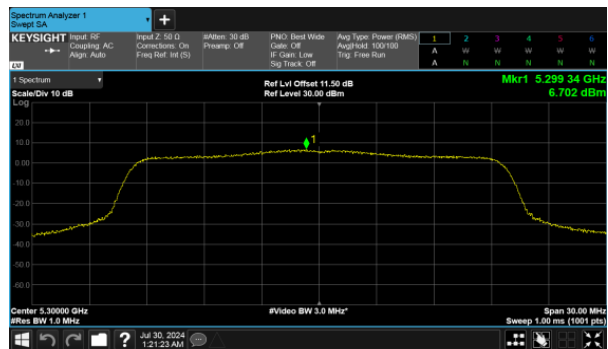 Spectrum Analyzer 1
Swept SA
+
KEYSIGHT Input: RF Input Z: 50 Ω #Atten: 30 dB PNO: Best Wide Avg Type: Power (RMS) 1 2 3 4 5 6
Coupling: AC Corrections: On Preamp: Off Gate: Off Avg|Hold: 100/100 A W W W W W
Align: Auto Freq Ref: Int (S) IF Gain: Low Trig: Free Run
Sig Track: Off A N N N N N
LXI
1 Spectrum Ref Lvl Offset 11.50 dB Mkr1 5.299 34 GHz
Scale/Div 10 dB Ref Level 30.00 dBm 6.702 dBm
Log
20.0
10.0
1
0.00
-10.0
-20.0
-30.0
-40.0
-50.0
-60.0
Center 5.30000 GHz #Video BW 3.0 MHz* Span 30.00 MHz
#Res BW 1.0 MHz Sweep 1.00 ms (1001 pts)
? Jul 30, 2024
1:21:23 AM